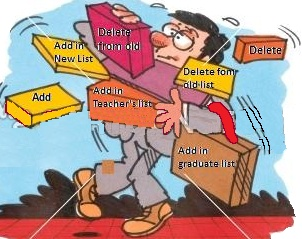 Delete
from old
Add in
New List
Delete
Delete fom
old list
Add
Add in
Teacher's list
Add in
graduate list